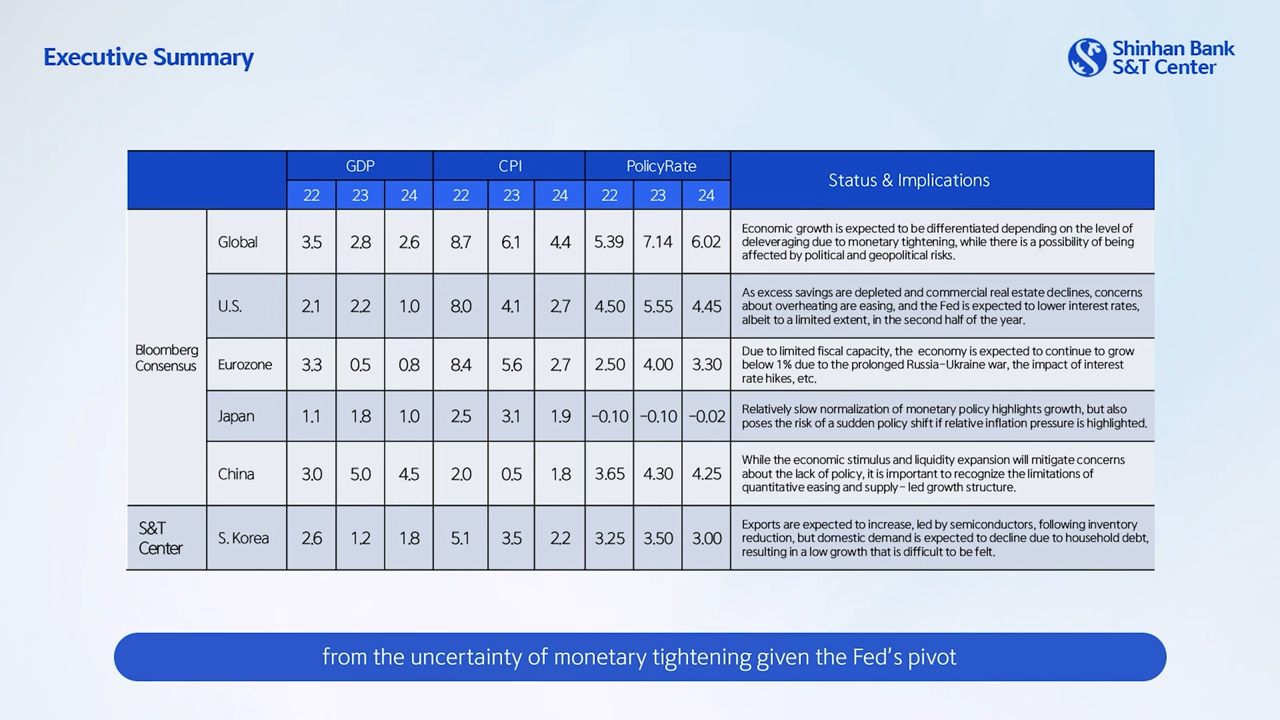 Executive Summary
Shinhan Bank
S&T Center
GDP CPI PolicyRate Status & Implications
22 23 24 22 23 24 22 23 24
Bloomberg
Consensus
Global 3.5 2.8 2.6 8.7 6.1 4.4 5.39 7.14 6.02
Economic growth is expected to be differentiated depending on the level of
deleveraging due to monetary tightening, while there is a possibility of being
affected by political and geopolitical risks.
U.S. 2.1 2.2 1.0 8.0 4.1 2.7 4.50 5.55 4.45
As excess savings are depleted and commercial real estate declines, concerns
about overheating are easing, and the Fed is expected to lower interest rates,
albeit to a limited extent, in the second half of the year.
Eurozone 3.3 0.5 0.8 8.4 5.6 2.7 2.50 4.00 3.30
Due to limited fiscal capacity, the economy is expected to continue to grow
below 1% due to the prolonged Russia-Ukraine war, the impact of interest
rate hikes, etc.
Japan 1.1 1.8 1.0 2.5 3.1 1.9 -0.10 -0.10 -0.02
Relatively slow normalization of monetary policy highlights growth, but also
poses the risk of a sudden policy shift if relative inflation pressure is highlighted.
China 3.0 5.0 4.5 2.0 0.5 1.8 3.65 4.30 4.25
While the economic stimulus and liquidity expansion will mitigate concerns
about the lack of policy, it is important to recognize the limitations of
quantitative easing and supply- led growth structure.
S&T
Center
S. Korea 2.6 1.2 1.8 5.1 3.5 2.2 3.25 3.50 3.00
Exports are expected to increase, led by semiconductors, following inventory
reduction, but domestic demand is expected to decline due to household debt,
resulting in a low growth that is difficult to be felt.
from the uncertainty of monetary tightening given the Fed's pivot